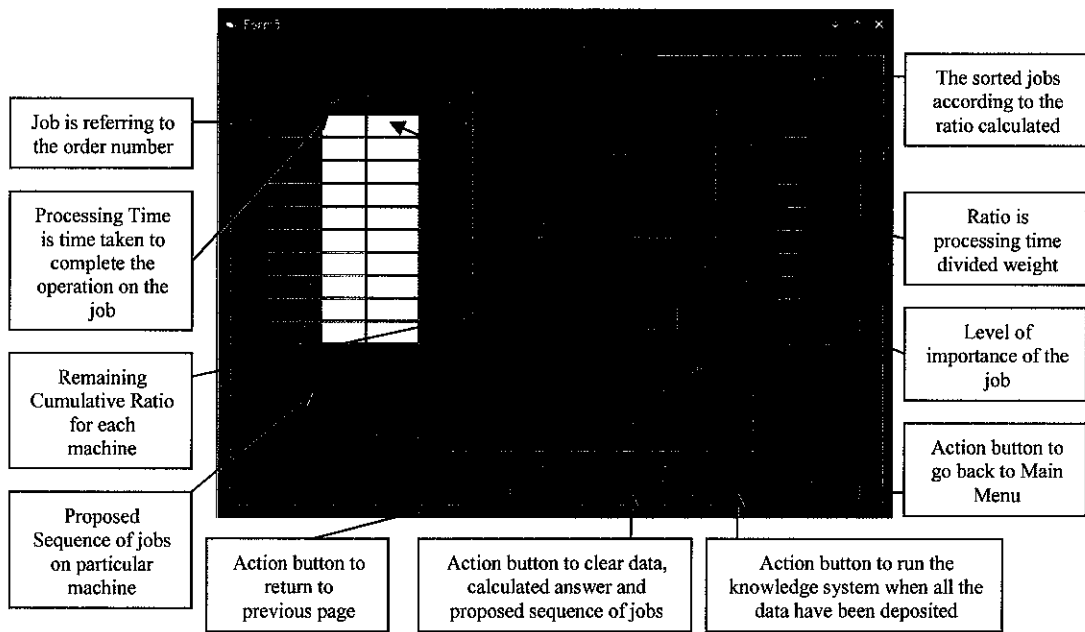 Form5
Job is referring to
the order number
Processing Time
is time taken to
complete the
operation on the
job
Remaining
Cumulative Ratio
for each
machine
Proposed
Sequence of jobs
on particular
machine
The sorted jobs
according to the
ratio calculated
Ratio is
processing time
divided weight
Level of
importance of the
job
Action button to
go back to Main
Menu
Action button to
return to
previous page
Action button to clear data,
calculated answer and
proposed sequence of jobs
Action button to run the
knowledge system when all the
data have been deposited